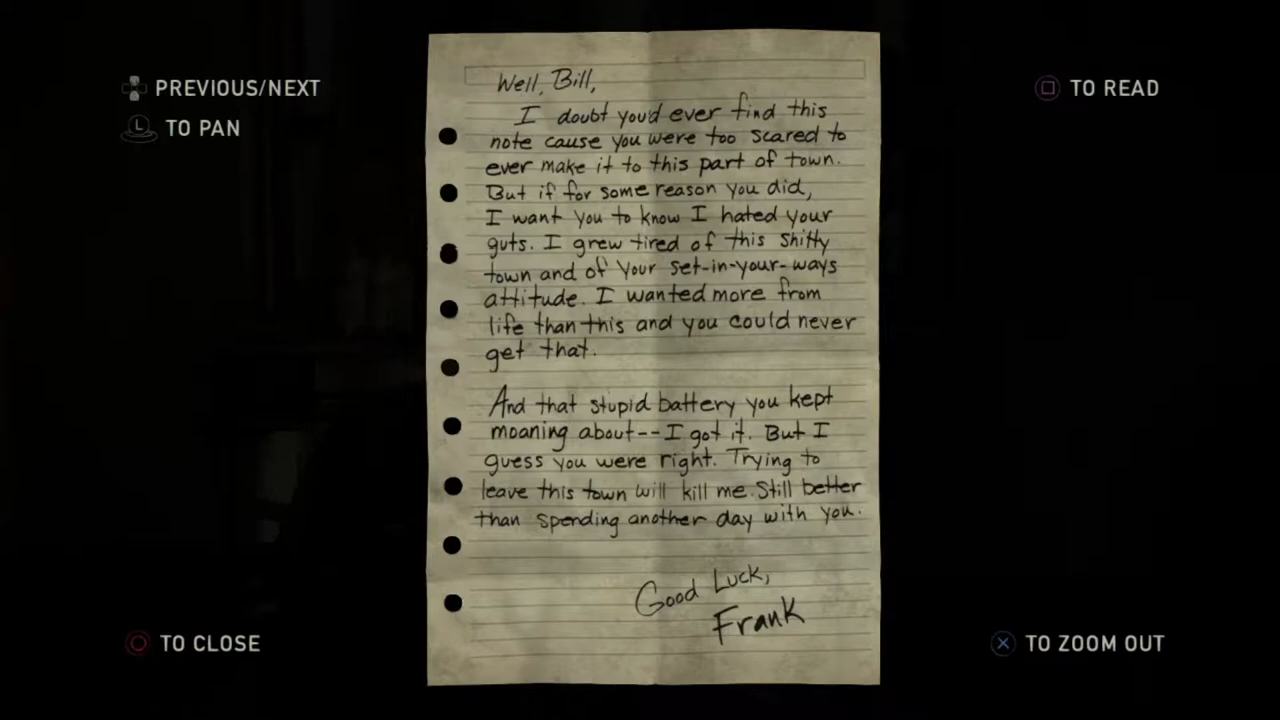 PREVIOUS/NEXT
L TO PAN
TO READ
Well, Bill,
I doubt you'd ever find this
note cause you were too scared to
ever make it to this part of town.
But if for some reason you did,
I want you to know I hated your
guts. I grew tired of this shitty
town and of your set-in-your-ways
attitude. I wanted more from
life than this and you could never
get that.
And that stupid battery you kept
moaning about--I got it. But I
guess you were right. Trying to
leave this town will kill me. Still better
than spending another day with you.
Good Luck,
Frank
TO CLOSE
TO ZOOM OUT